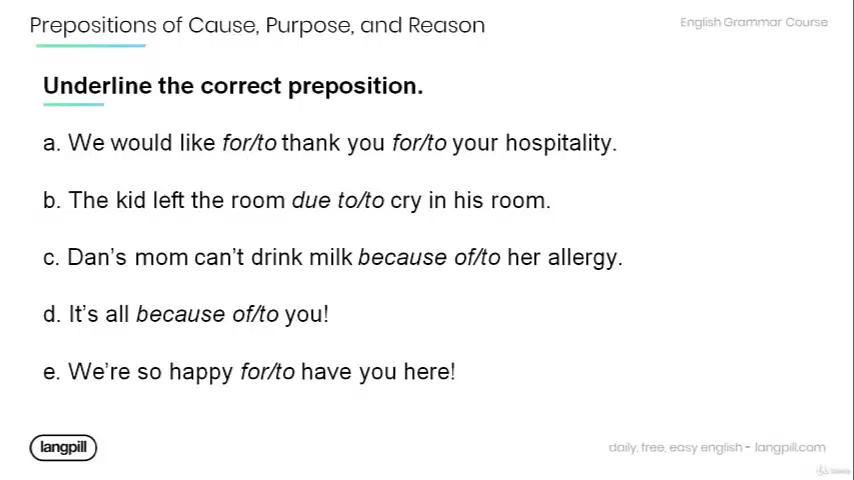 Prepositions of Cause, Purpose, and Reason
English Grammar Course
Underline the correct preposition.
a. We would like for/to thank you for/to your hospitality.
b. The kid left the room due to/to cry in his room.
c. Dan’s mom can’t drink milk because of/to her allergy.
d. It’s all because of/to you!
e. We’re so happy for/to have you here!
langpill
daily, free, easy english - langpill.com